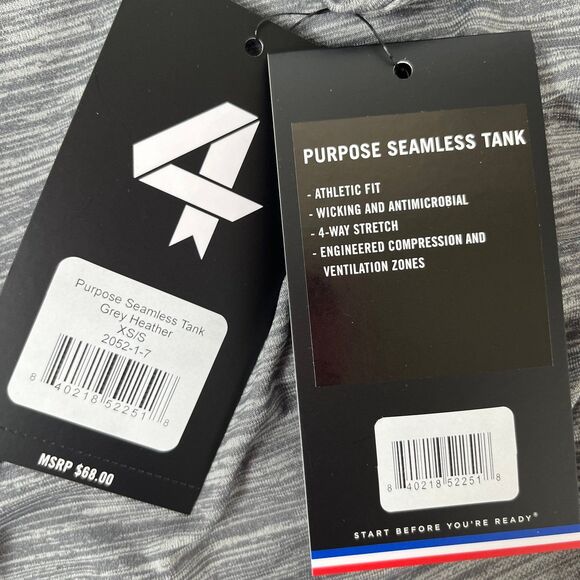 4
Purpose Seamless Tank
Grey Heather
XS/S
2052-1-7
8 40218 52251 8
MSRP $68.00
PURPOSE SEAMLESS TANK
- ATHLETIC FIT
- WICKING AND ANTIMICROBIAL
- 4-WAY STRETCH
- ENGINEERED COMPRESSION AND
VENTILATION ZONES
8 40218 52251 8
START BEFORE YOU'RE READY®